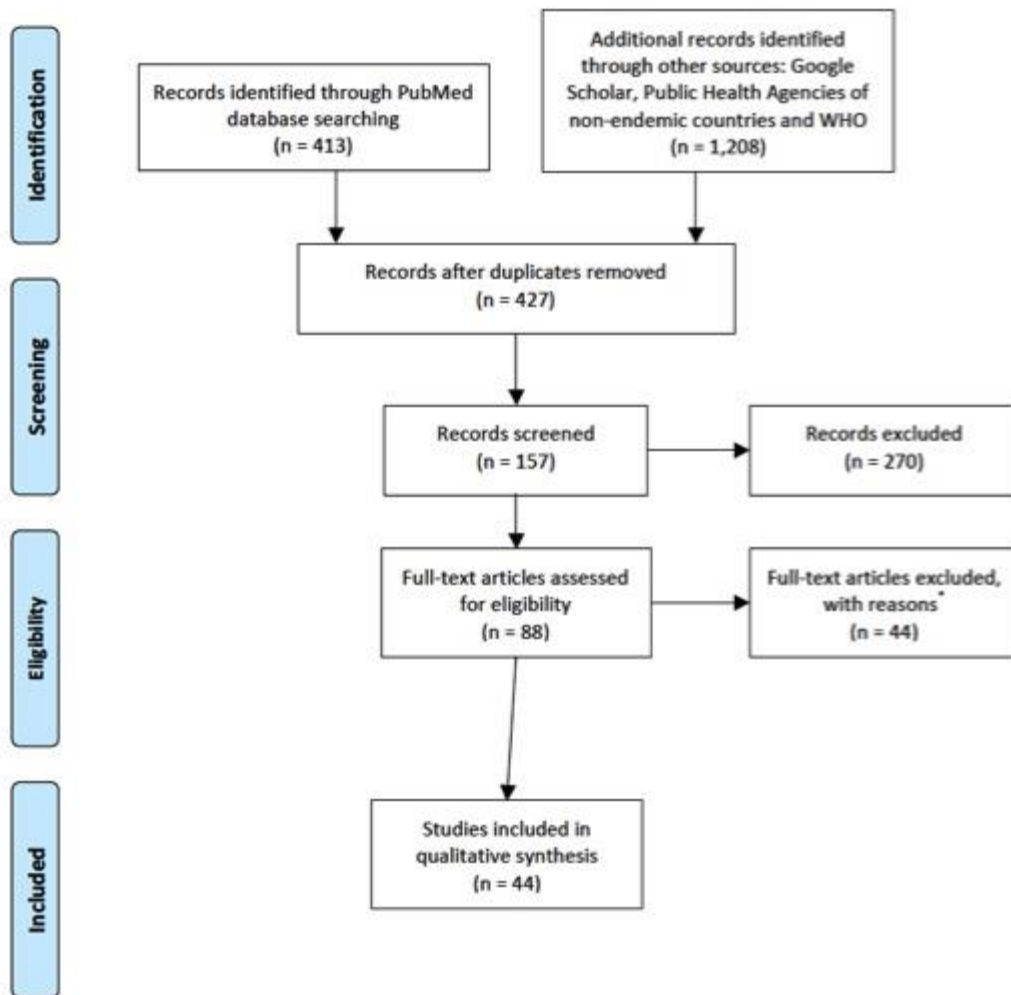 Identification
Records identified through PubMed
database searching
(n = 413)
Additional records identified
through other sources: Google
Scholar, Public Health Agencies of
non-endemic countries and WHO
(n = 1,208)
Records after duplicates removed
(n = 427)
Screening
Records screened
(n = 157)
Records excluded
(n = 270)
Eligibility
Full-text articles assessed
for eligibility
(n = 88)
Full-text articles excluded,
with reasons*
(n = 44)
Included
Studies included in
qualitative synthesis
(n = 44)